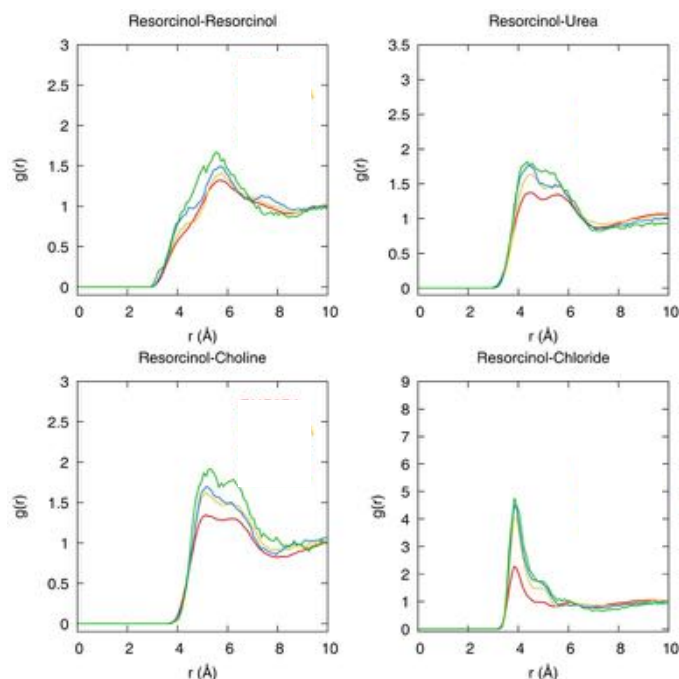 Resorcinol-Resorcinol
3
2.5
2
1.5
1
0.5
0
g(r)
0 2 4 6 8 10
r (Å)
Resorcinol-Urea
3.5
3
2.5
2
1.5
1
0.5
0
g(r)
0 2 4 6 8 10
r (Å)
Resorcinol-Choline
3
2.5
2
1.5
1
0.5
0
g(r)
0 2 4 6 8 10
r (Å)
Resorcinol-Chloride
9
8
7
6
5
4
3
2
1
0
g(r)
0 2 4 6 8 10
r (Å)